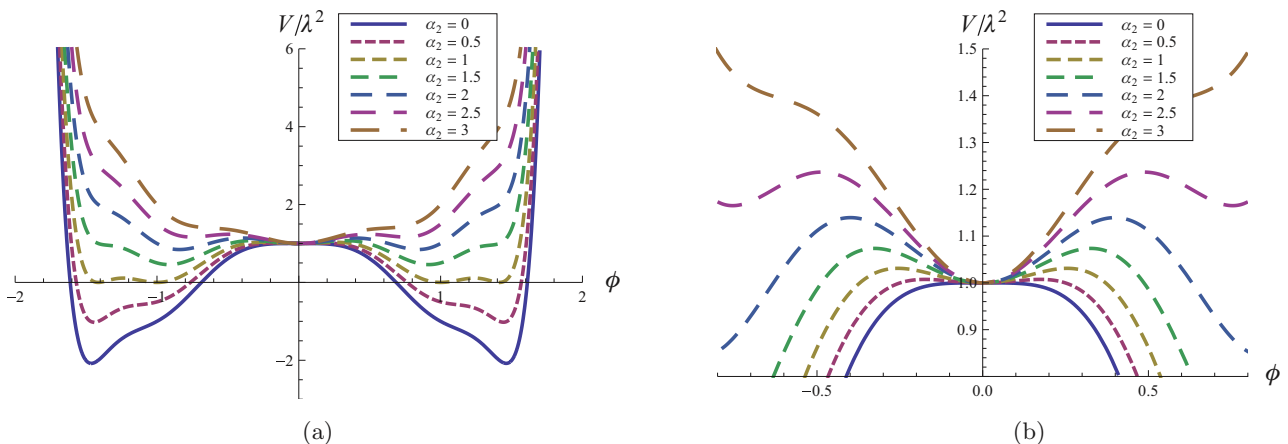 V/λ²
α₂ = 0
α₂ = 0.5
α₂ = 1
α₂ = 1.5
α₂ = 2
α₂ = 2.5
α₂ = 3
6
4
2
−2
−2
−1
1
2
ϕ
(a)
V/λ²
α₂ = 0
α₂ = 0.5
α₂ = 1
α₂ = 1.5
α₂ = 2
α₂ = 2.5
α₂ = 3
1.5
1.4
1.3
1.2
1.1
1.0
0.9
−0.5
0.0
0.5
ϕ
(b)